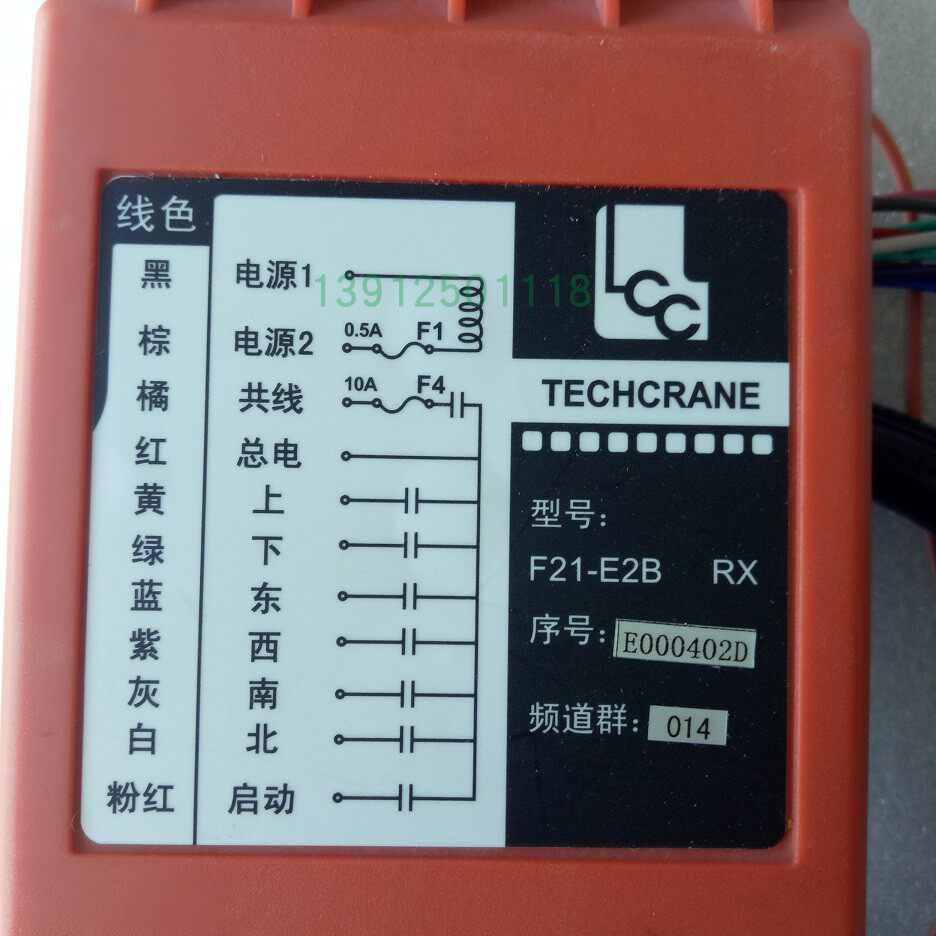 线色
黑 电源1
棕 电源2 0.5A F1
橘 共线 10A F4
红 总电
黄 上
绿 下
蓝 东
紫 西
灰 南
白 北
粉红 启动
CC
TECHCRANE
型号:
F21-E2B RX
序号: E000402D
频道群: 014